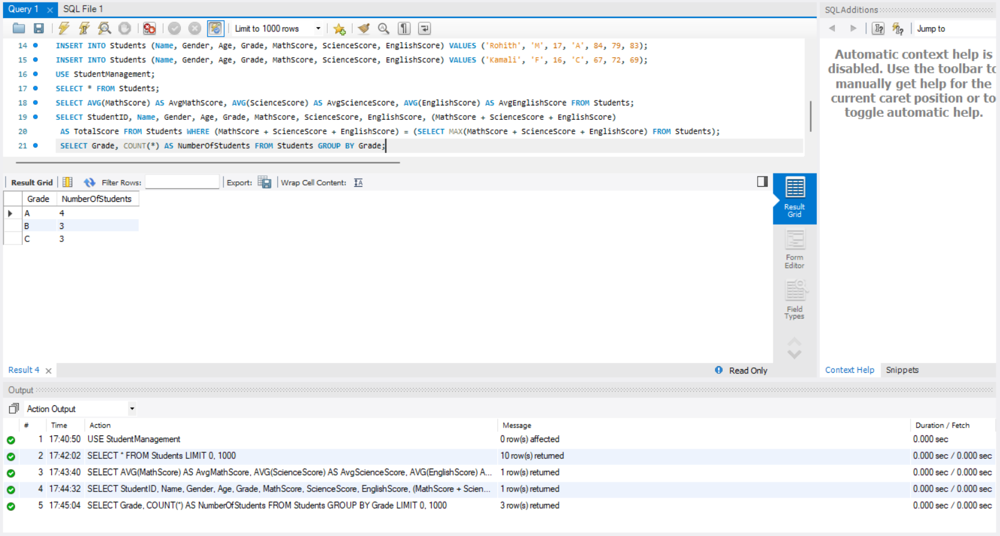 Query 1 SQL File 1
Limit to 1000 rows
14 INSERT INTO Students (Name, Gender, Age, Grade, MathScore, ScienceScore, EnglishScore) VALUES ('Rohith', 'M', 17, 'A', 84, 79, 83);
15 INSERT INTO Students (Name, Gender, Age, Grade, MathScore, ScienceScore, EnglishScore) VALUES ('Kamali', 'F', 16, 'C', 67, 72, 69);
16 USE StudentManagement;
17 SELECT * FROM Students;
18 SELECT AVG(MathScore) AS AvgMathScore, AVG(ScienceScore) AS AvgScienceScore, AVG(EnglishScore) AS AvgEnglishScore FROM Students;
19 SELECT StudentID, Name, Gender, Age, Grade, MathScore, ScienceScore, EnglishScore, (MathScore + ScienceScore + EnglishScore)
20 AS TotalScore FROM Students WHERE (MathScore + ScienceScore + EnglishScore) = (SELECT MAX(MathScore + ScienceScore + EnglishScore) FROM Students);
21 SELECT Grade, COUNT(*) AS NumberOfStudents FROM Students GROUP BY Grade;
Result Grid Filter Rows: Export: Wrap Cell Content:
Grade NumberOfStudents
A 4
B 3
C 3
Result
Grid
Form
Editor
Field
Types
Result 4 Read Only
SQLAdditions
Jump to
Automatic context help is
disabled. Use the toolbar to
manually get help for the
current caret position or to
toggle automatic help.
Context Help Snippets
Output
Action Output
# Time Action Message Duration / Fetch
1 17:40:50 USE StudentManagement 0 row(s) affected 0.000 sec
2 17:42:02 SELECT * FROM Students LIMIT 0, 1000 10 row(s) returned 0.000 sec / 0.000 sec
3 17:43:40 SELECT AVG(MathScore) AS AvgMathScore, AVG(ScienceScore) AS AvgScienceScore, AVG(EnglishScore) A... 1 row(s) returned 0.000 sec / 0.000 sec
4 17:44:32 SELECT StudentID, Name, Gender, Age, Grade, MathScore, ScienceScore, EnglishScore, (MathScore + Scien... 1 row(s) returned 0.000 sec / 0.000 sec
5 17:45:04 SELECT Grade, COUNT(*) AS NumberOfStudents FROM Students GROUP BY Grade LIMIT 0, 1000 3 row(s) returned 0.000 sec / 0.000 sec